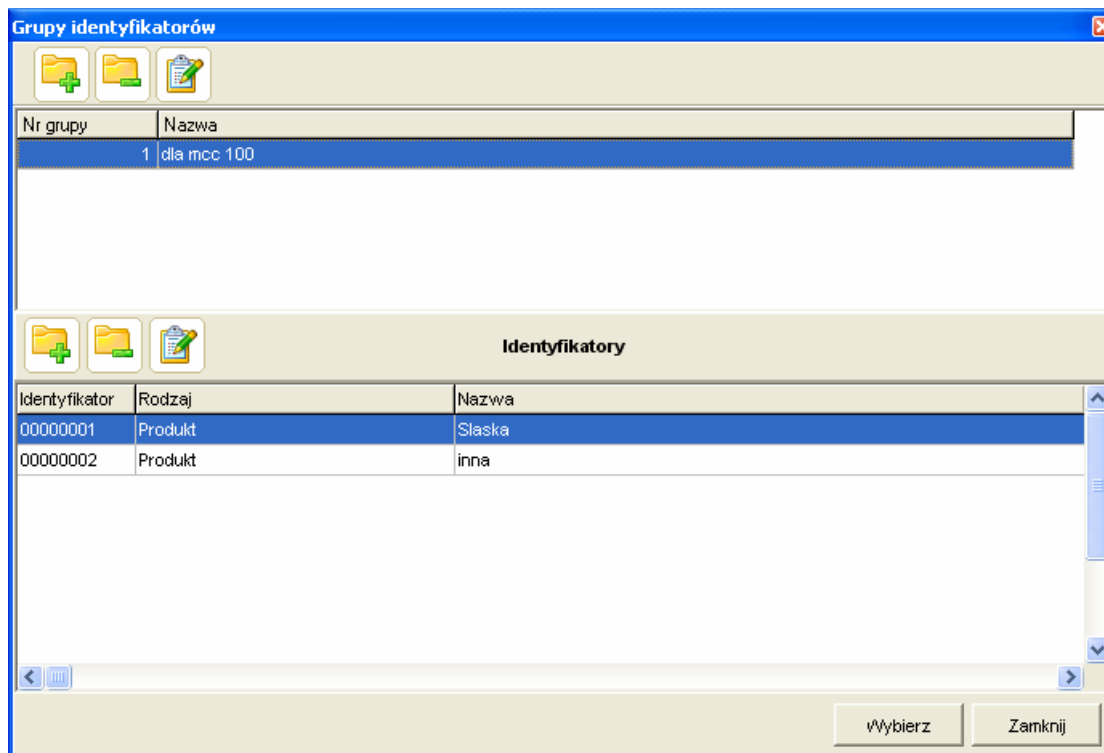 Grupy identyfikatorów
Nr grupy Nazwa
1 dla mcc 100
Identyfikatory
Identyfikator Rodzaj Nazwa
00000001 Produkt Slaska
00000002 Produkt inna
Wybierz Zamknij